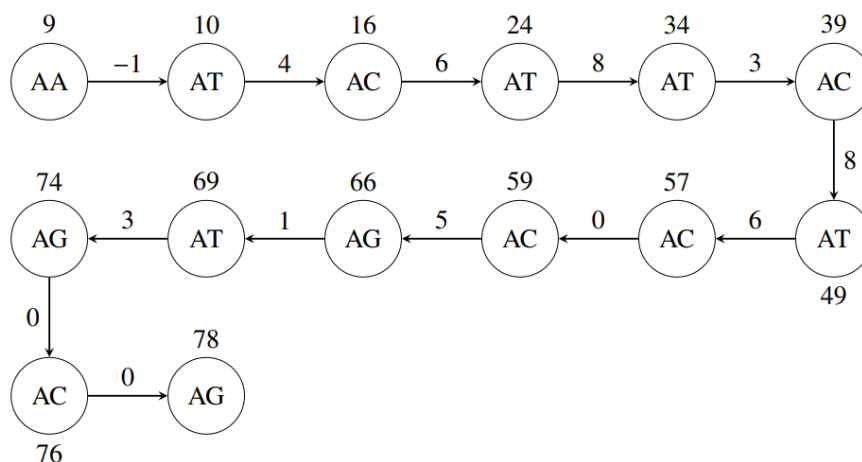 9 10 16 24 34 39
AA −1 AT 4 AC 6 AT 8 AT 3 AC
8
74 69 66 59 57
AG 3 AT 1 AG 5 AC 0 AC 6 AT
49
0
78
AC 0 AG
76